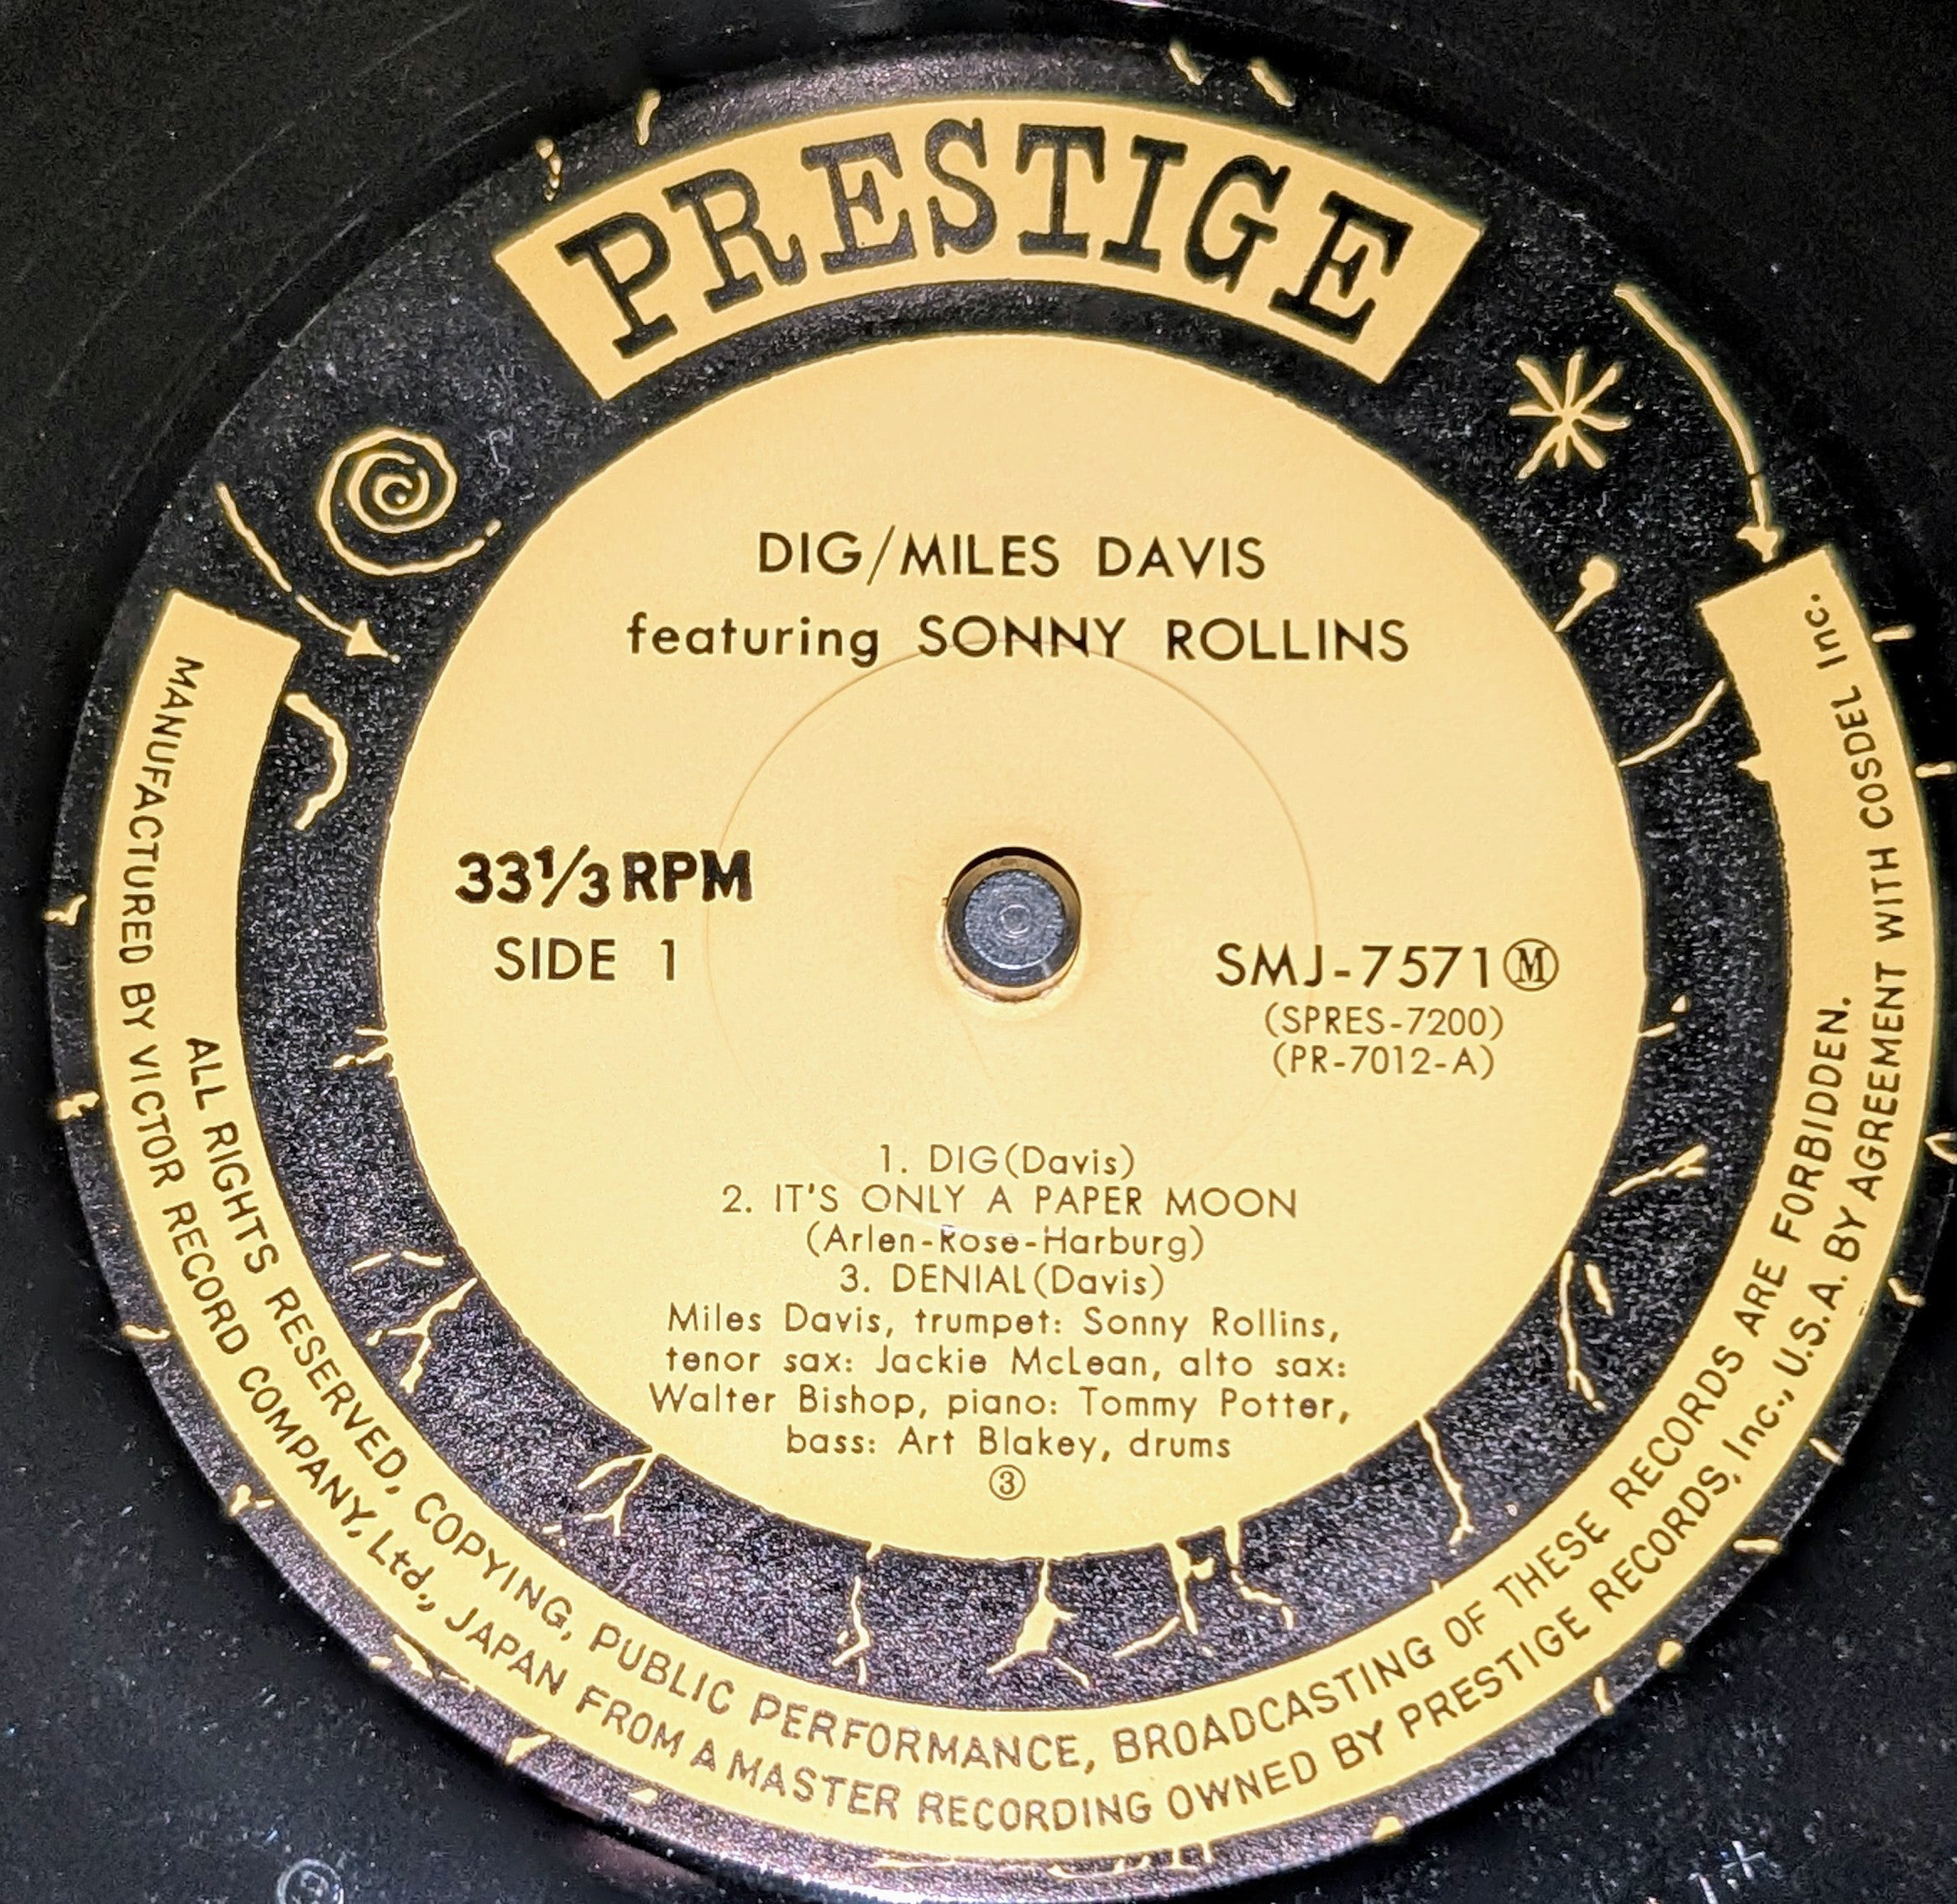 PRESTIGE
DIG/MILES DAVIS
featuring SONNY ROLLINS
33 1/3 RPM
SIDE 1
SMJ-7571Ⓜ
(SPRES-7200)
(PR-7012-A)
1. DIG(Davis)
2. IT'S ONLY A PAPER MOON
(Arlen-Rose-Harburg)
3. DENIAL(Davis)
Miles Davis, trumpet: Sonny Rollins,
tenor sax: Jackie McLean, alto sax:
Walter Bishop, piano: Tommy Potter,
bass: Art Blakey, drums
③
ALL RIGHTS RESERVED, COPYING, PUBLIC PERFORMANCE, BROADCASTING OF THESE RECORDS ARE FORBIDDEN.
MANUFACTURED BY VICTOR RECORD COMPANY, Ltd., JAPAN FROM A MASTER RECORDING OWNED BY PRESTIGE RECORDS, Inc., U.S.A. BY AGREEMENT WITH COSDEL Inc.